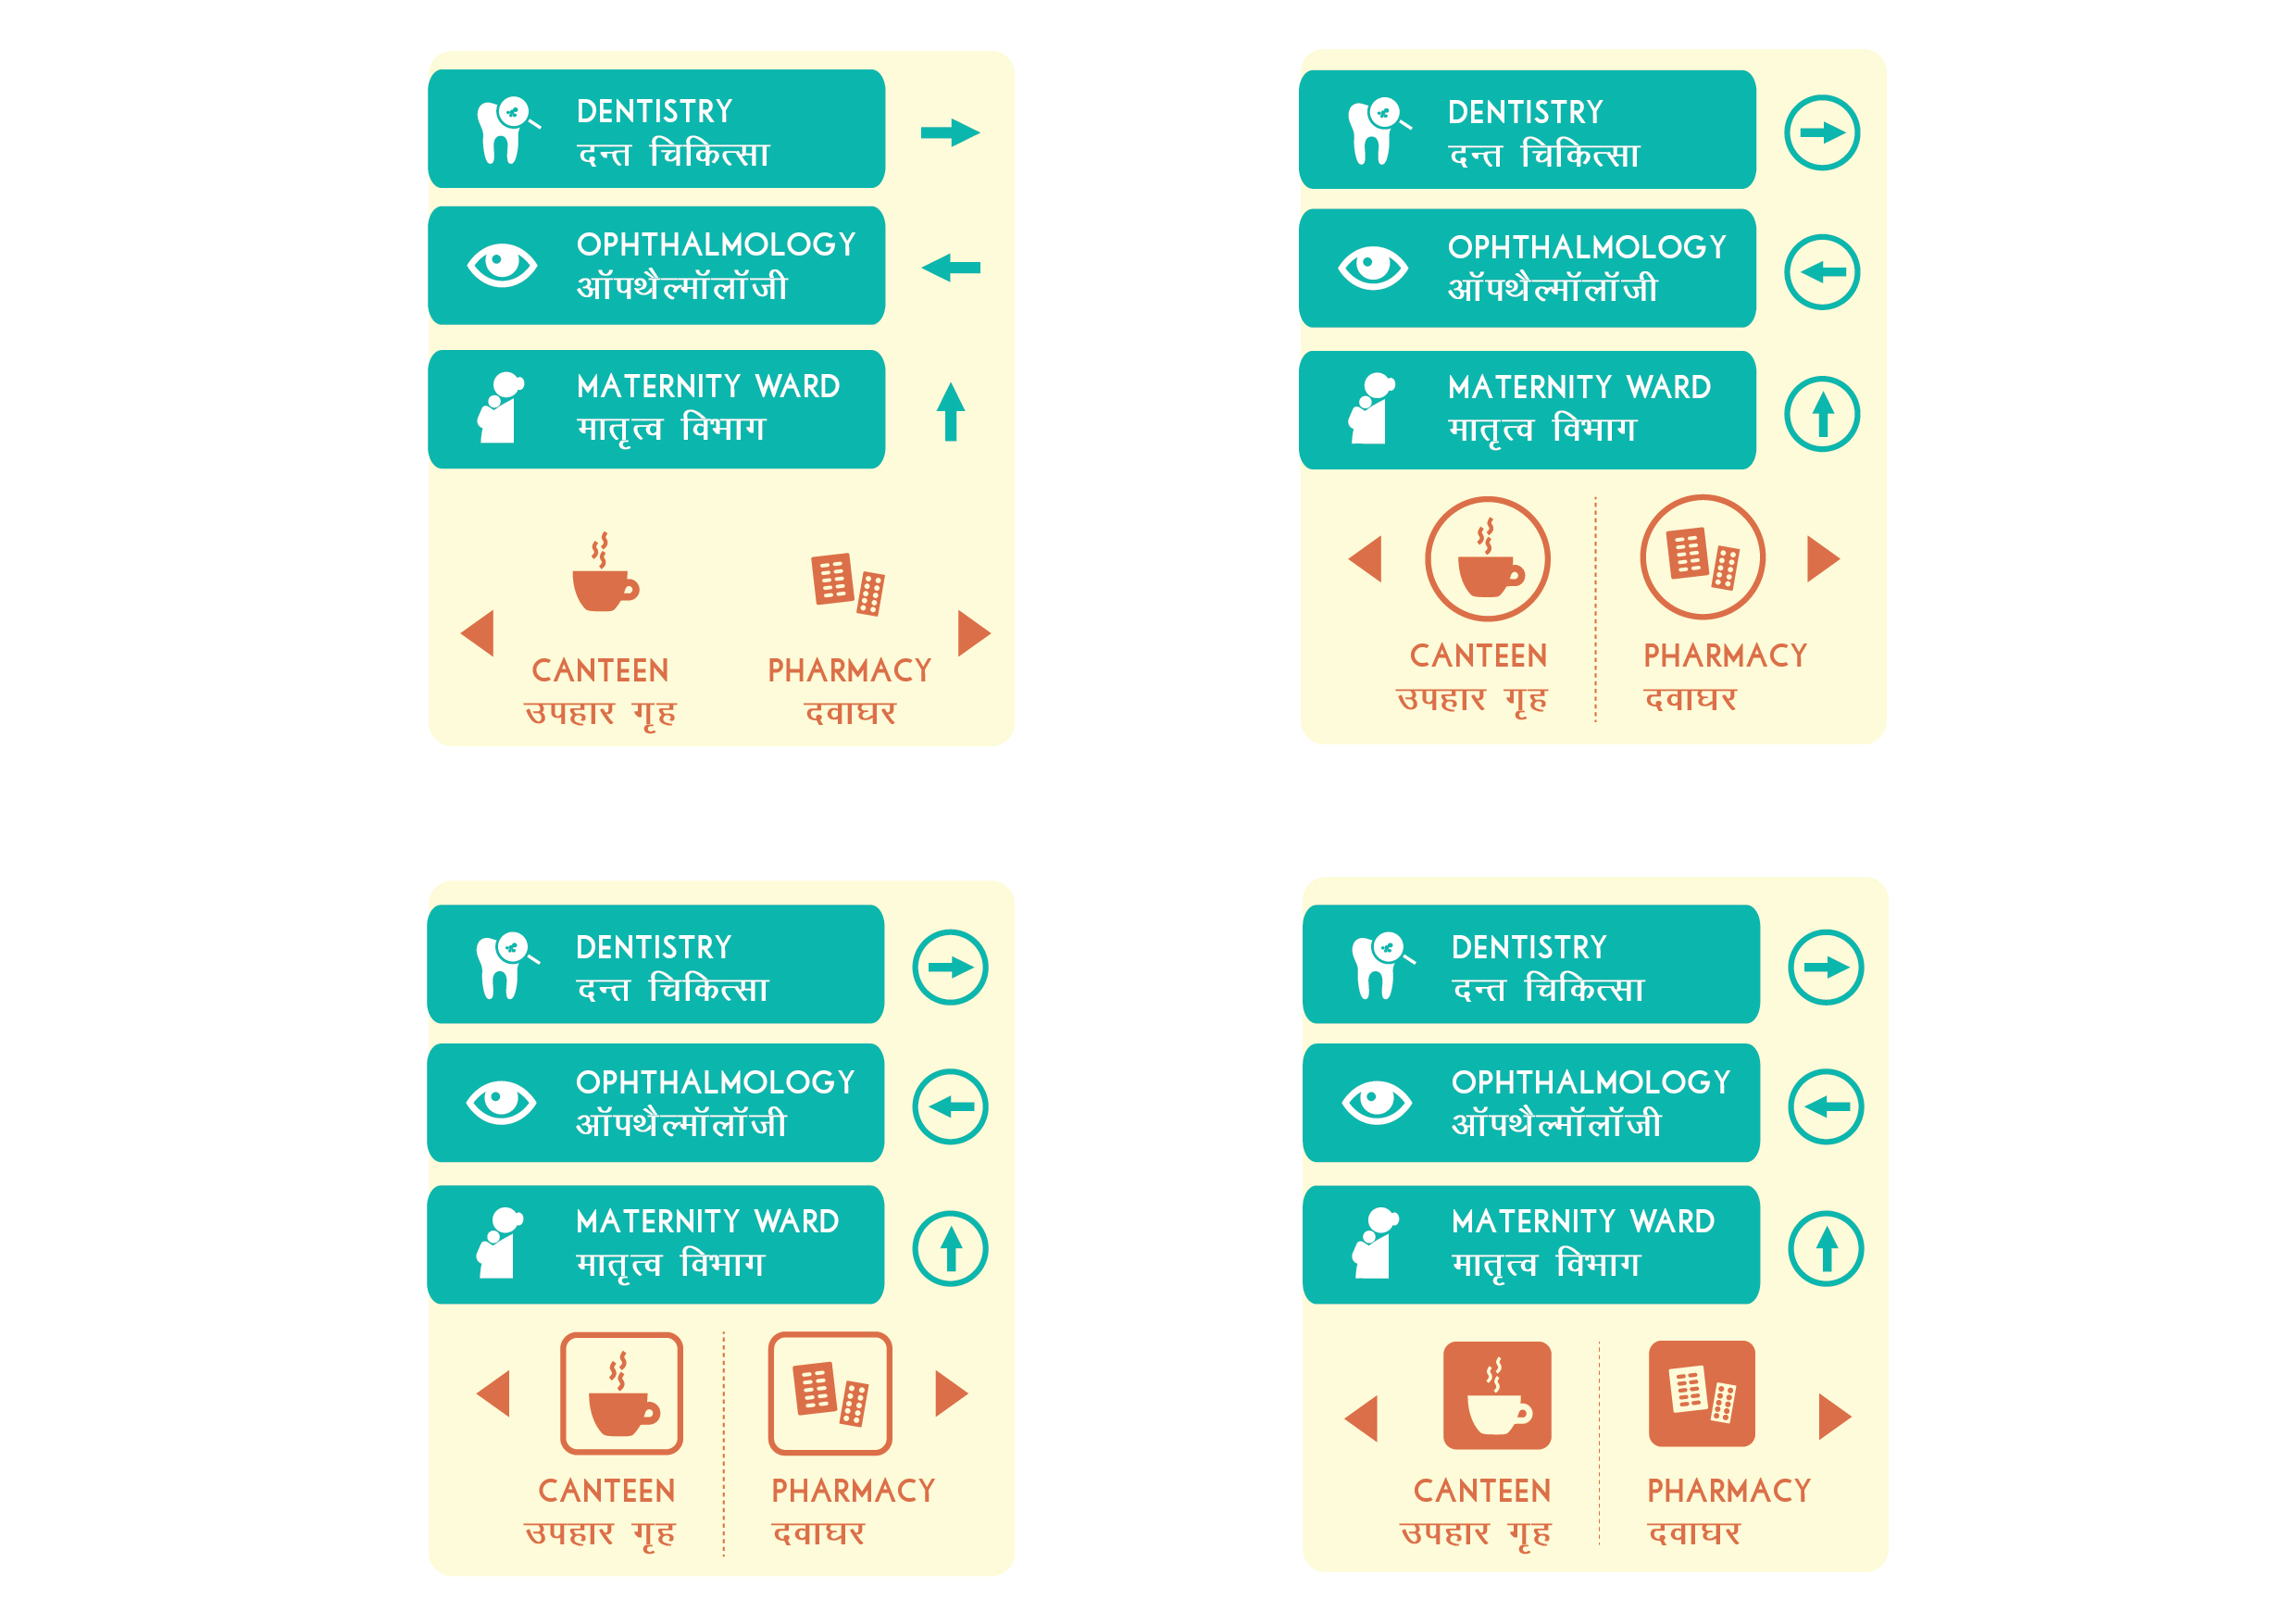 DENTISTRY
दन्त चिकित्सा
OPHTHALMOLOGY
ऑपथैल्मॉलॉजी
MATERNITY WARD
मातृत्व विभाग
CANTEEN
उपहार गृह
PHARMACY
दवाघर
DENTISTRY
दन्त चिकित्सा
OPHTHALMOLOGY
ऑपथैल्मॉलॉजी
MATERNITY WARD
मातृत्व विभाग
CANTEEN
उपहार गृह
PHARMACY
दवाघर
DENTISTRY
दन्त चिकित्सा
OPHTHALMOLOGY
ऑपथैल्मॉलॉजी
MATERNITY WARD
मातृत्व विभाग
CANTEEN
उपहार गृह
PHARMACY
दवाघर
DENTISTRY
दन्त चिकित्सा
OPHTHALMOLOGY
ऑपथैल्मॉलॉजी
MATERNITY WARD
मातृत्व विभाग
CANTEEN
उपहार गृह
PHARMACY
दवाघर